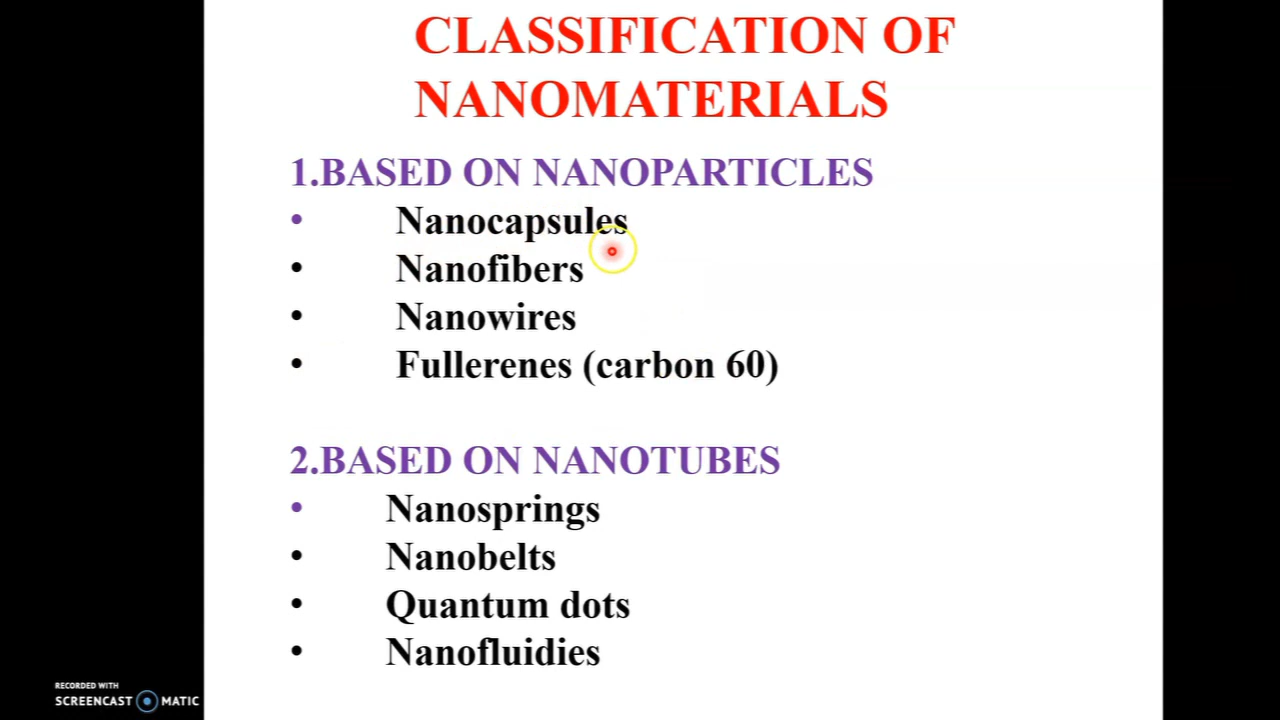 CLASSIFICATION OF
NANOMATERIALS
1.BASED ON NANOPARTICLES
• Nanocapsules
• Nanofibers
• Nanowires
• Fullerenes (carbon 60)
2.BASED ON NANOTUBES
• Nanosprings
• Nanobelts
• Quantum dots
• Nanofluidies
RECORDED WITH
SCREENCAST MATIC